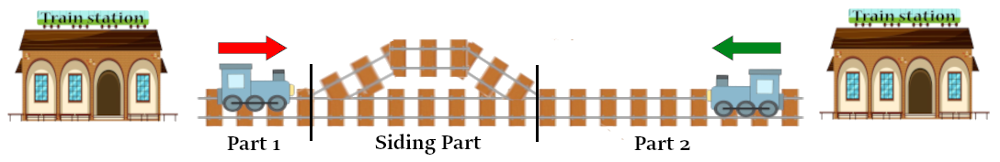 Train station
Train station
Part 1
Siding Part
Part 2